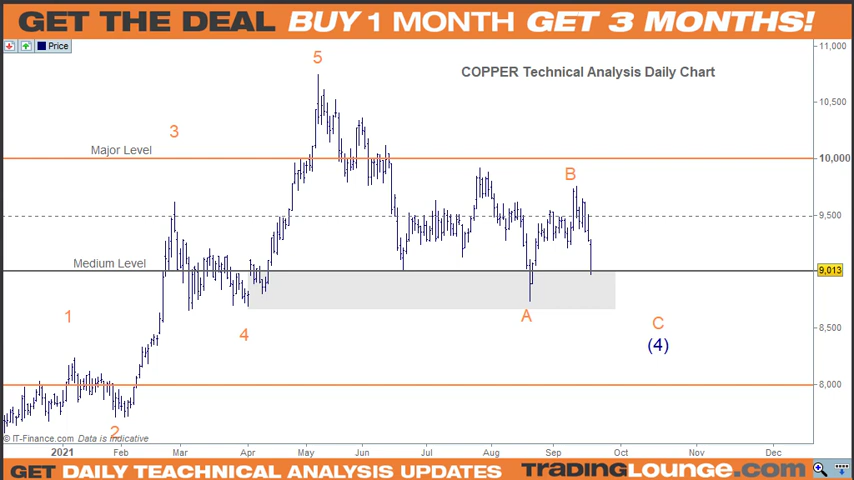 GET THE DEAL BUY 1 MONTH GET 3 MONTHS!
Price
11,000
5
COPPER Technical Analysis Daily Chart
10,500
3
Major Level
10,000
B
9,500
Medium Level
9,013
1
A
C
8,500
4
(4)
8,000
2
© IT-Finance.com Data is indicative
2021 Feb Mar Apr May Jun Jul Aug Sep Oct Nov Dec
GET DAILY TEACHNICAL ANALYSIS UPDATES TRADINGLOUNGE.com